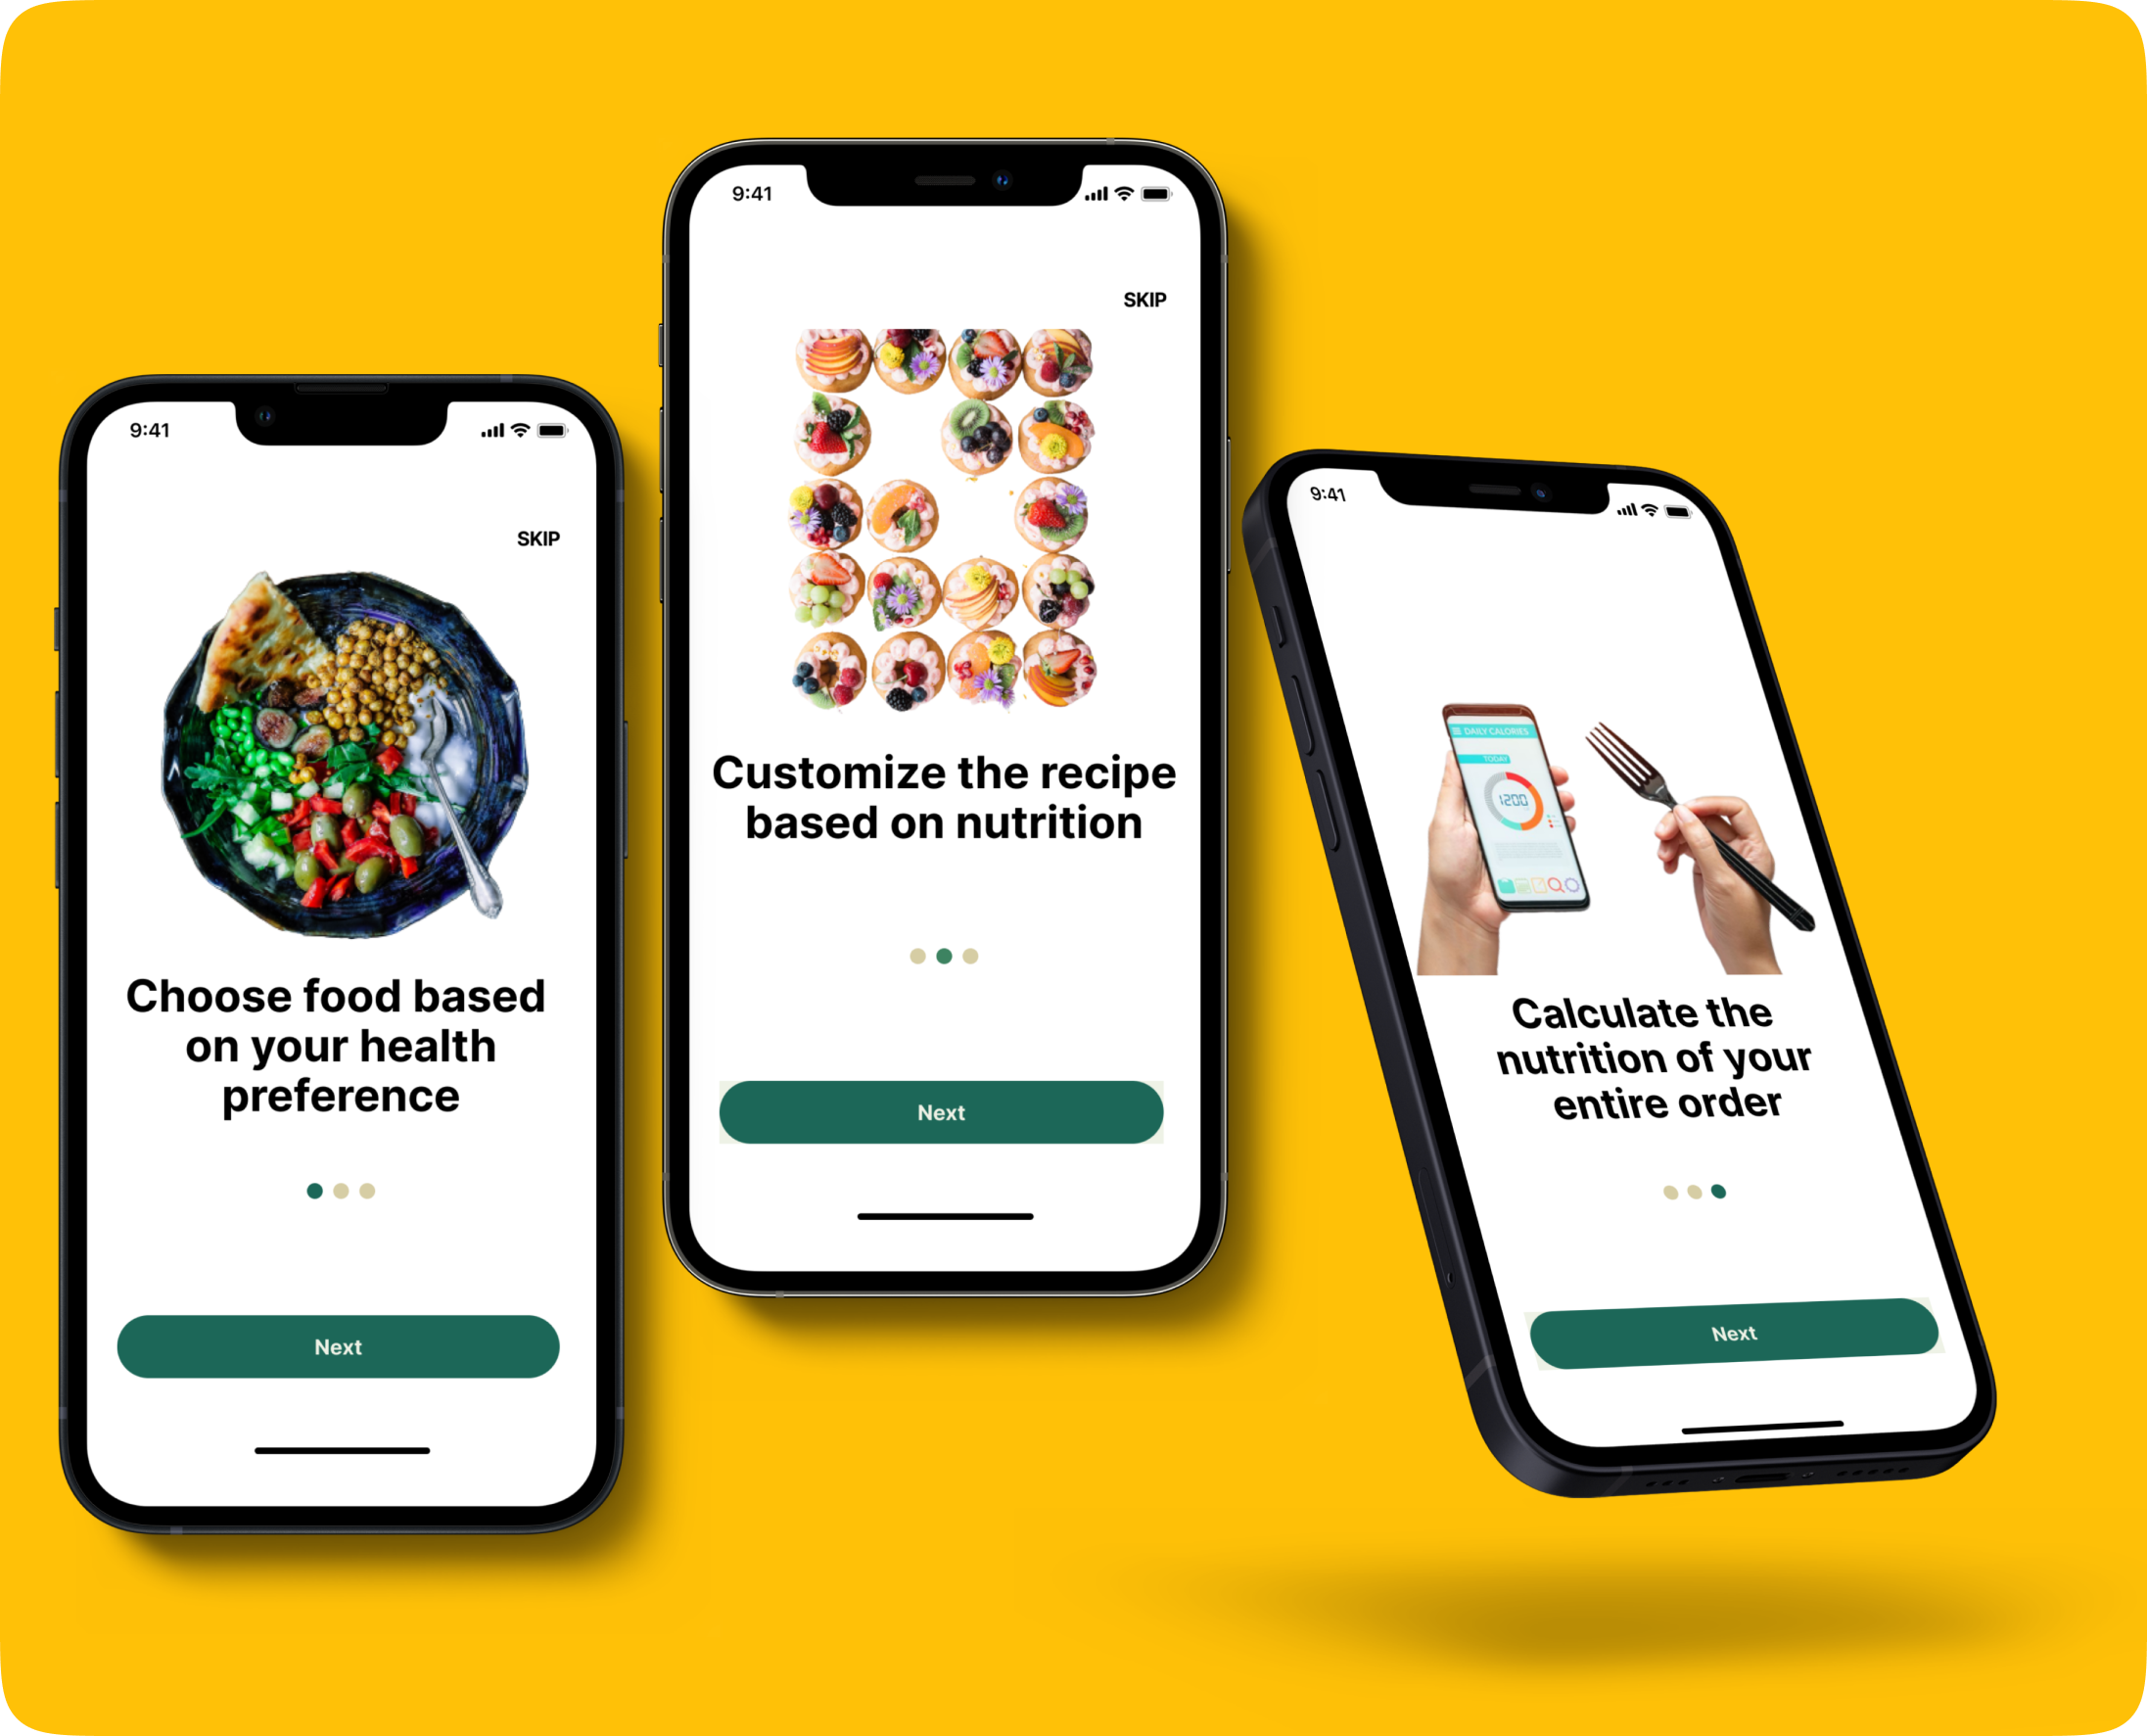 9:41
SKIP
Choose food based
on your health
preference
Next
9:41
SKIP
Customize the recipe
based on nutrition
Next
9:41
DAILY CALORIES
TODAY
1200
Calculate the
nutrition of your
entire order
Next